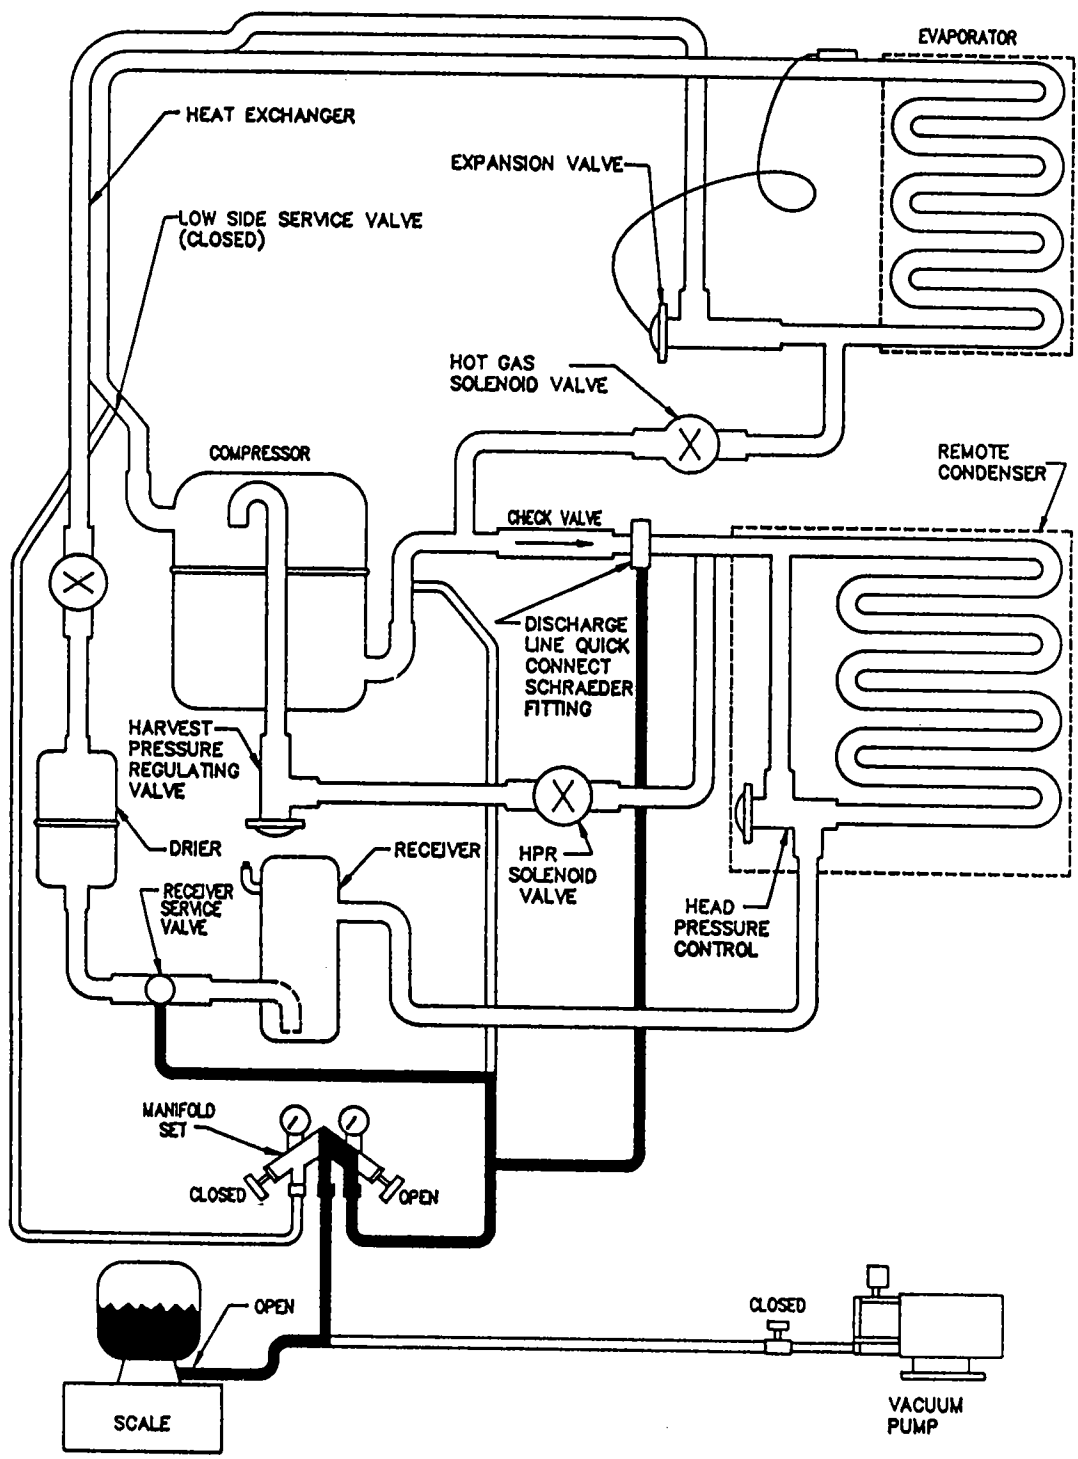 EVAPORATOR
HEAT EXCHANGER
EXPANSION VALVE
LOW SIDE SERVICE VALVE
(CLOSED)
HOT GAS
SOLENOID VALVE
COMPRESSOR
REMOTE
CONDENSER
CHECK VALVE
DISCHARGE
LINE QUICK
CONNECT
SCHRAEDER
FITTING
HARVEST
PRESSURE
REGULATING
VALVE
DRIER
RECEIVER
HPR
SOLENOID
VALVE
RECEIVER
SERVICE
VALVE
HEAD
PRESSURE
CONTROL
MANIFOLD
SET
CLOSED
OPEN
OPEN
CLOSED
SCALE
VACUUM
PUMP